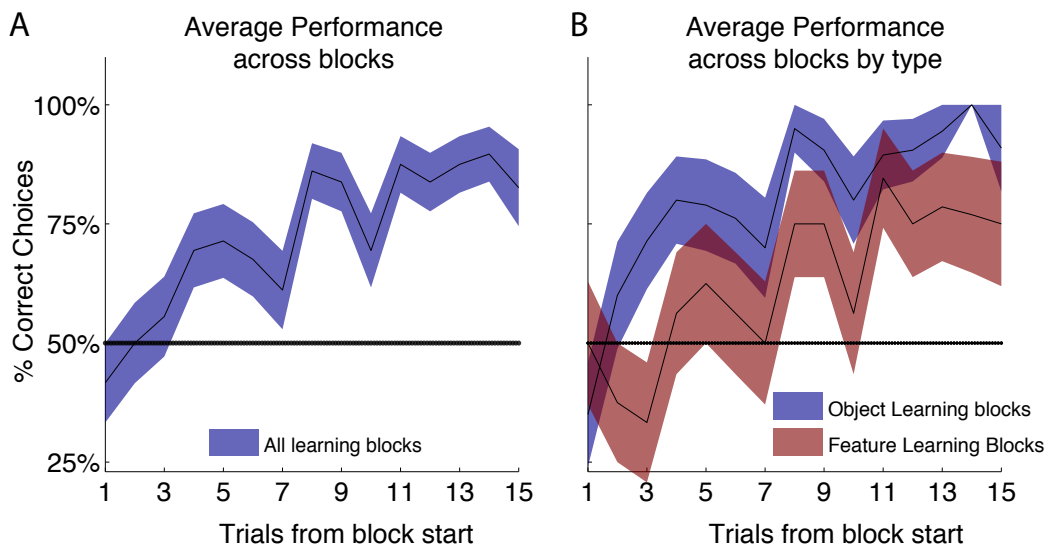 A
Average Performance
across blocks
% Correct Choices
100%
75%
50%
25%
All learning blocks
1 3 5 7 9 11 13 15
Trials from block start
B
Average Performance
across blocks by type
Object Learning blocks
Feature Learning Blocks
1 3 5 7 9 11 13 15
Trials from block start